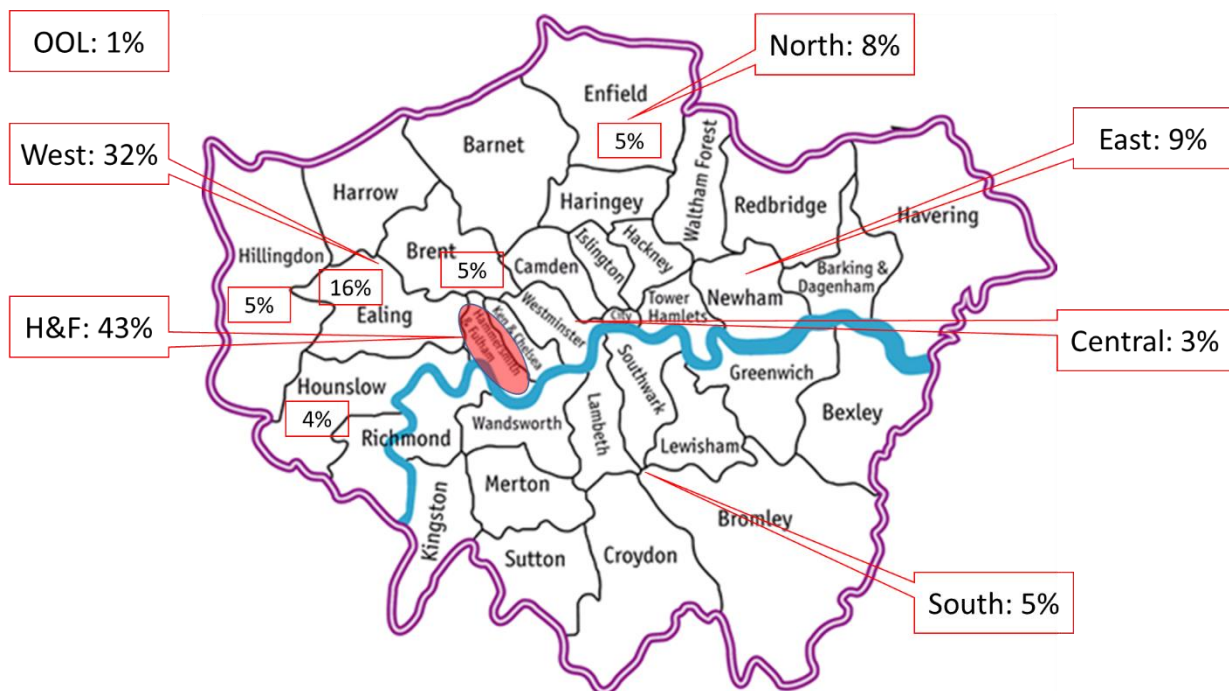 OOL: 1%
North: 8%
Enfield
5%
East: 9%
West: 32%
Barnet
Waltham Forest
Harrow
Haringey
Redbridge
Havering
Hillingdon
Brent
5%
Camden
Islington
Hackney
Barking &
Dagenham
5%
16%
Ealing
Westminster
City
Tower
Hamlets
Newham
H&F: 43%
Hammersmith
& Fulham
Ken & Chelsea
Central: 3%
Hounslow
4%
Richmond
Wandsworth
Lambeth
Southwark
Greenwich
Lewisham
Bexley
Kingston
Merton
Sutton
Croydon
Bromley
South: 5%